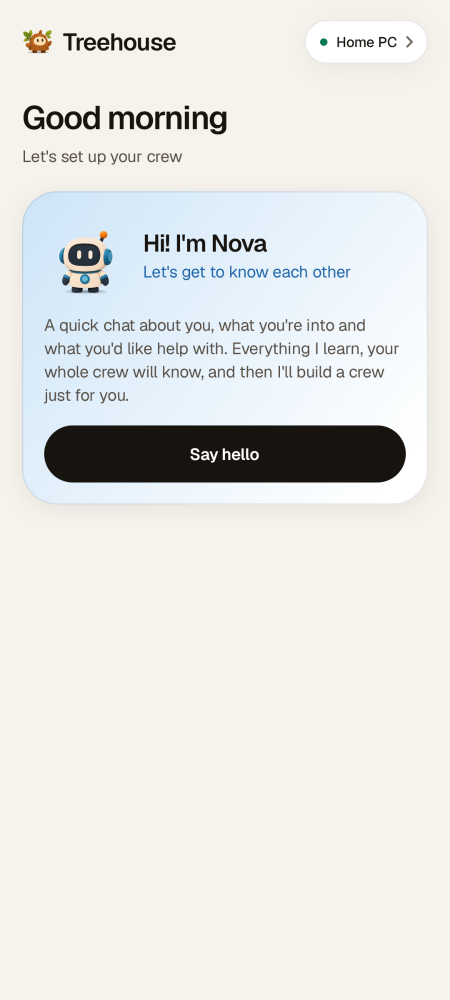 Treehouse
Home PC
Good morning
Let's set up your crew
Hi! I'm Nova
Let's get to know each other
A quick chat about you, what you're into and
what you'd like help with. Everything I learn, your
whole crew will know, and then I'll build a crew
just for you.
Say hello